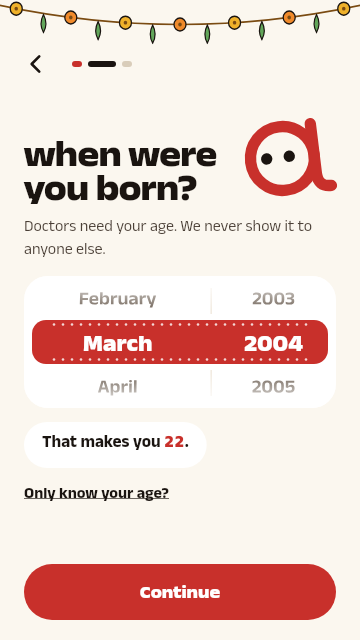 when were
you born?
Doctors need your age. We never show it to
anyone else.
February 2003
March 2004
April 2005
That makes you 22.
Only know your age?
Continue